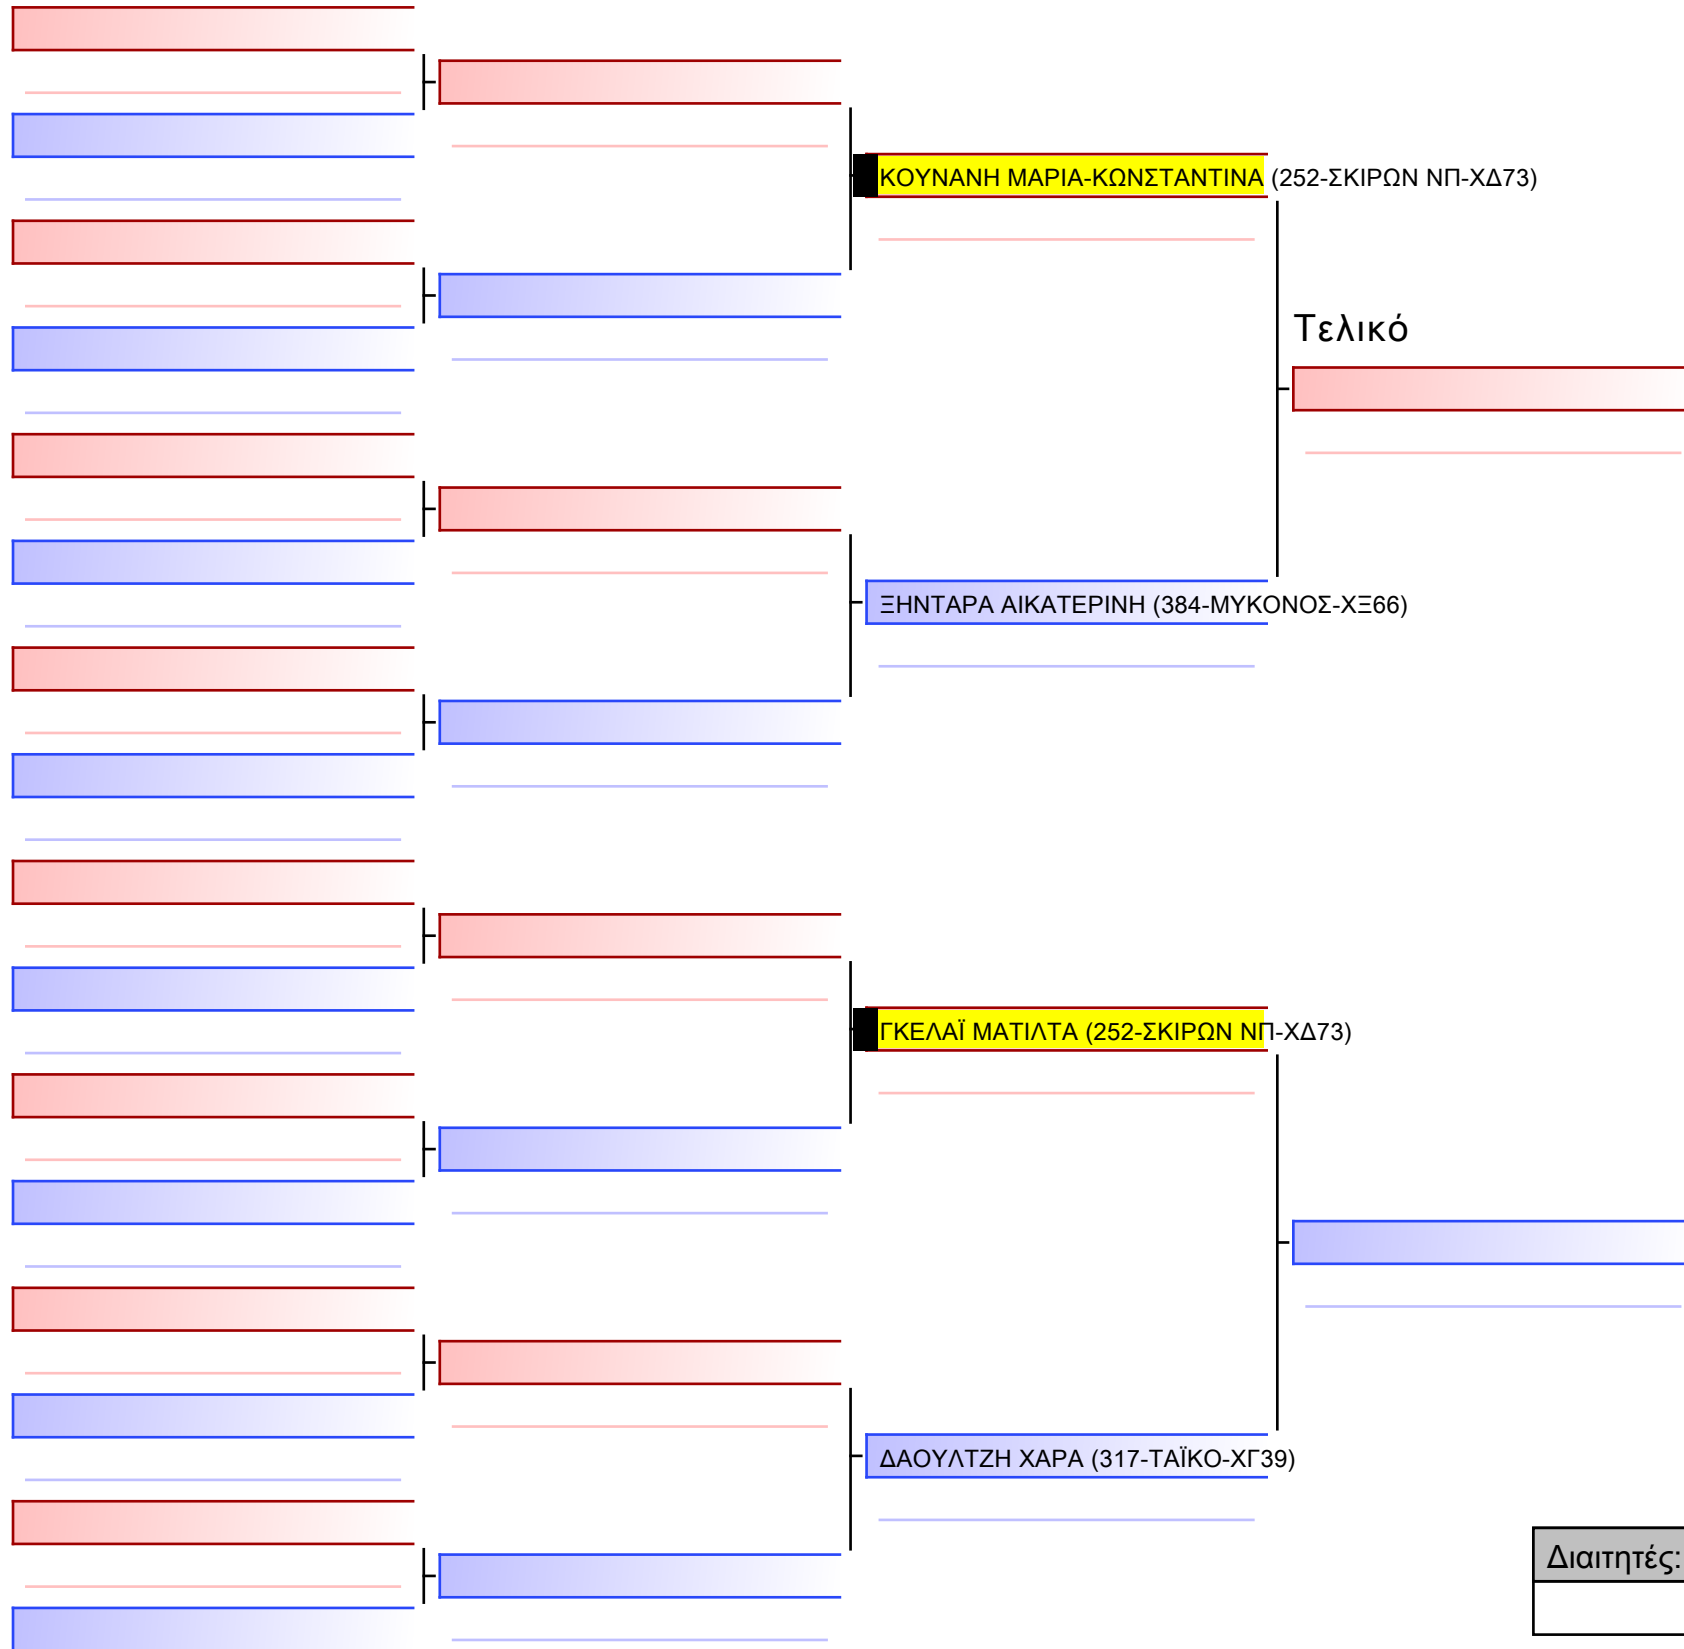 ΚΟΥΝΑΝΗ ΜΑΡΙΑ-ΚΩΝΣΤΑΝΤΙΝΑ (252-ΣΚΙΡΩΝ ΝΠ-ΧΔ73)
Τελικό
ΞΗΝΤΑΡΑ ΑΙΚΑΤΕΡΙΝΗ (384-ΜΥΚΟΝΟΣ-ΧΞ66)
ΓΚΕΛΑΪ ΜΑΤΙΛΤΑ (252-ΣΚΙΡΩΝ ΝΠ-ΧΔ73)
ΔΑΟΥΛΤΖΗ ΧΑΡΑ (317-ΤΑΪΚΟ-ΧΓ39)
Διαιτητές: